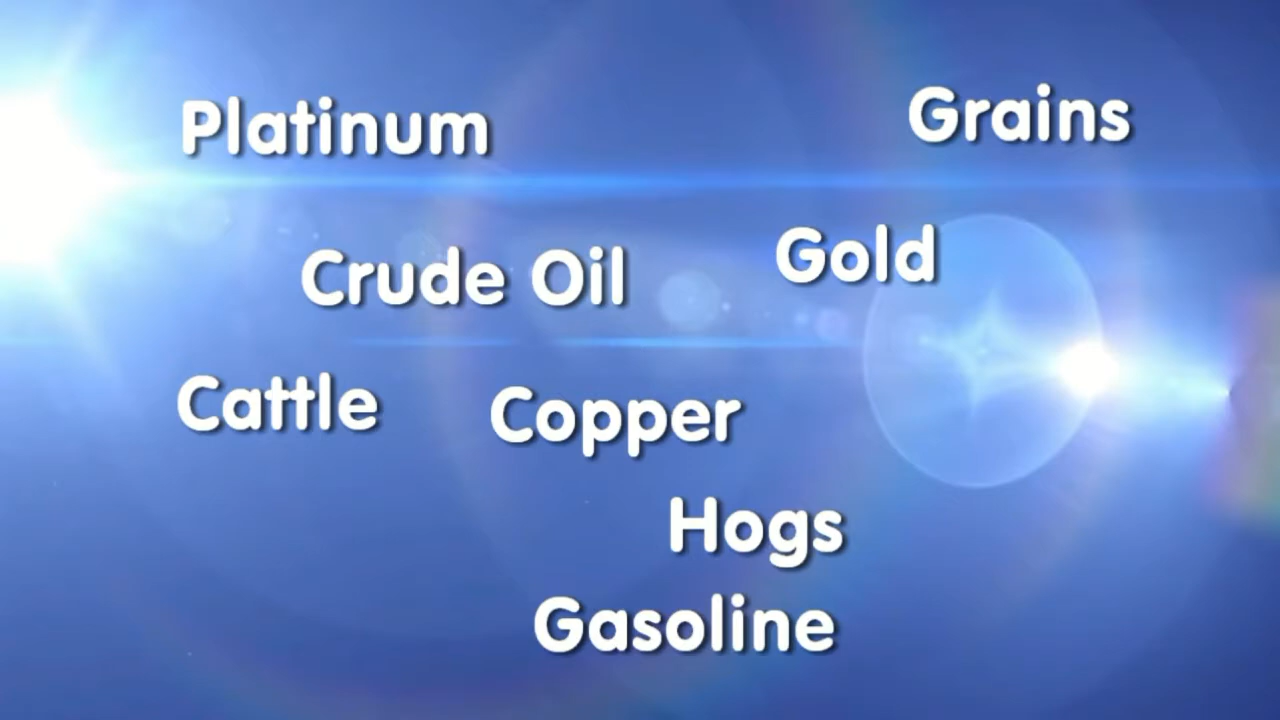 Platinum
Grains
Crude Oil
Gold
Cattle
Copper
Hogs
Gasoline